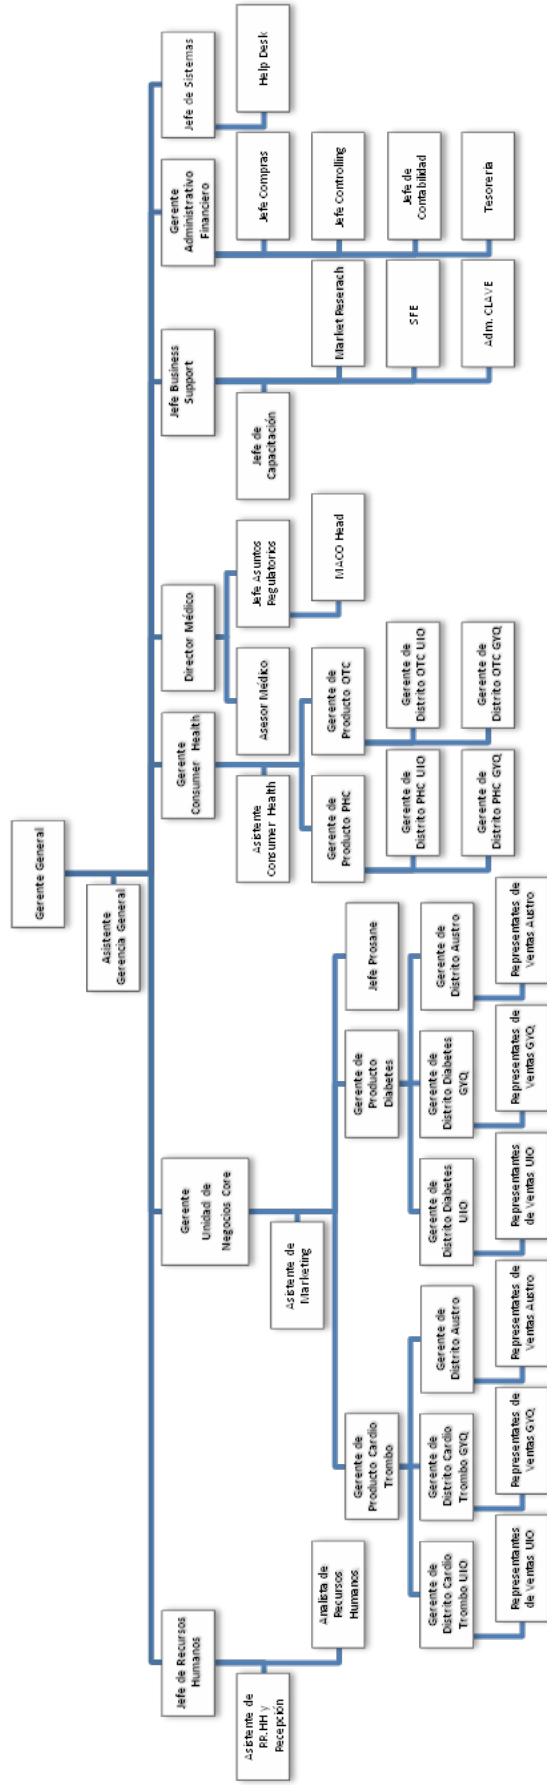 Gerente General
Asistente
Gerencia General
Jefe de Recursos
Humanos
Gerente
Unidad de
Negocios Core
Gerente
Consumer Health
Director Médico
Jefe Business
Support
Gerente
Administrativo
Financiero
Jefe de Sistemas
Asistente de
RR.HH y
Recepción
Analista de
Recursos
Humanos
Asistente de
Marketing
Gerente de
Producto Cardio
Trombo
Gerente de
Producto
Diabetes
Jefe Prosane
Gerente de
Distrito Cardio
Trombo UIO
Gerente de
Distrito Cardio
Trombo GYQ
Gerente de
Distrito Austro
Gerente de
Distrito Diabetes
UIO
Gerente de
Distrito Diabetes
GYQ
Gerente de
Distrito Austro
Representantes
de Ventas UIO
Representates de
Ventas GYQ
Representates de
Ventas Austro
Representantes
de Ventas UIO
Representates de
Ventas GYQ
Representates de
Ventas Austro
Asistente
Consumer Health
Gerente de
Producto PHC
Gerente de
Producto OTC
Gerente de
Distrito PHC UIO
Gerente de
Distrito OTC UIO
Gerente de
Distrito PHC GYQ
Gerente de
Distrito OTC GYQ
Asesor Médico
Jefe Asuntos
Regulatorios
MACO Head
Jefe de
Capacitación
Market Reserach
SFE
Adm. CLAVE
Jefe Compras
Jefe Controlling
Jefe de
Contabilidad
Tesorería
Help Desk